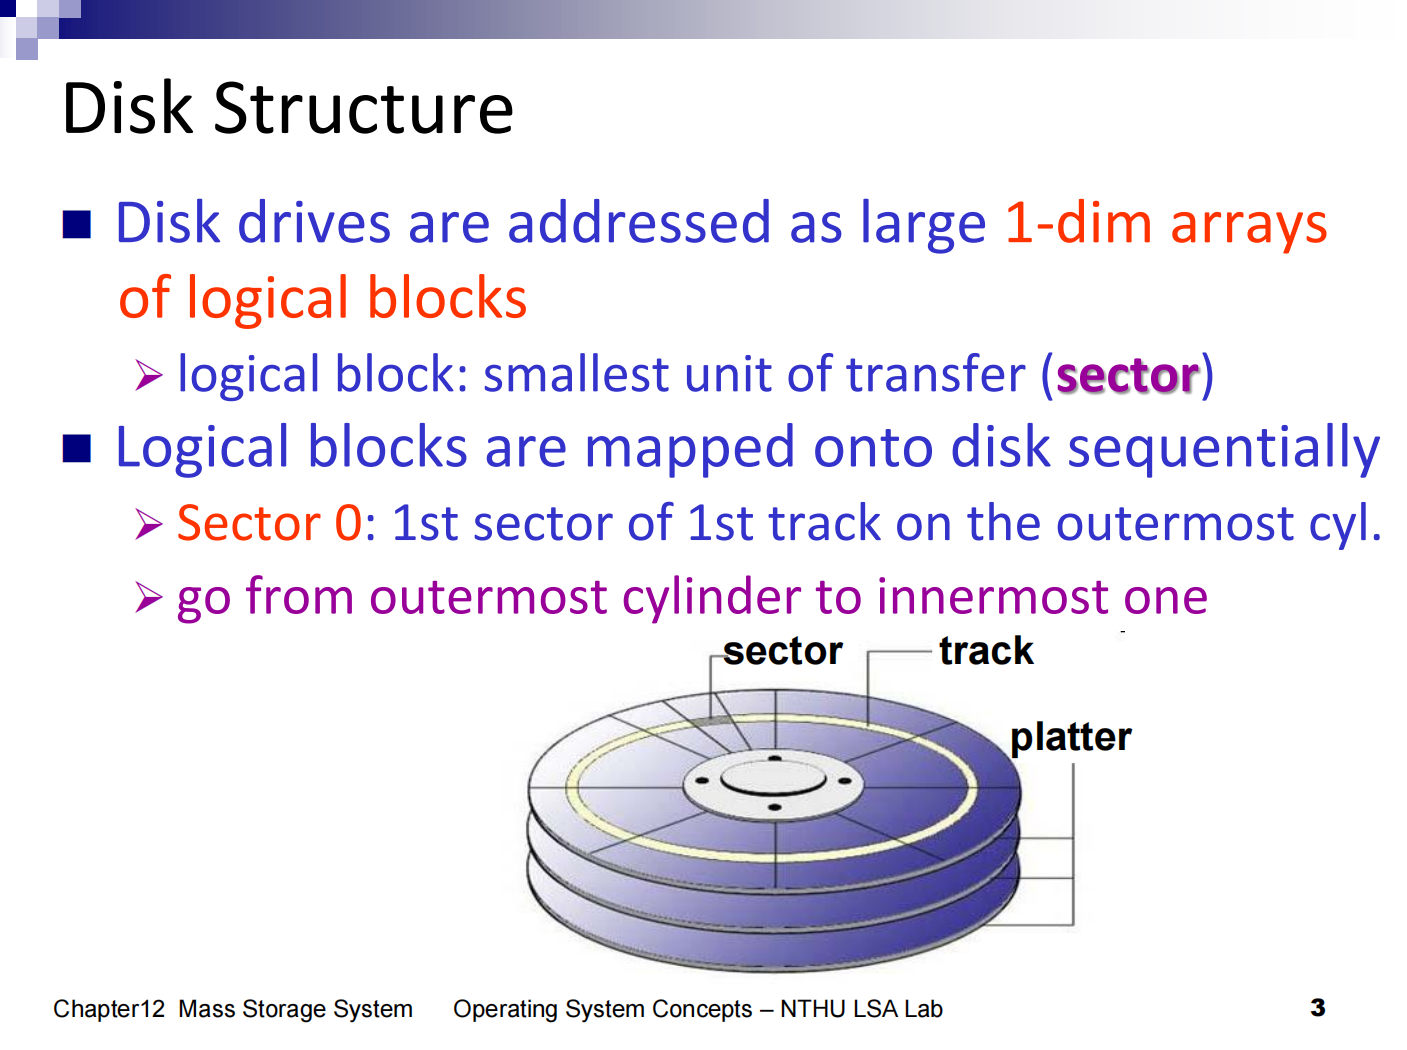 Disk Structure
Disk drives are addressed as large 1-dim arrays
of logical blocks
logical block: smallest unit of transfer (sector)
Logical blocks are mapped onto disk sequentially
Sector 0: 1st sector of 1st track on the outermost cyl.
go from outermost cylinder to innermost one
sector
track
platter
Chapter12 Mass Storage System
Operating System Concepts – NTHU LSA Lab
3